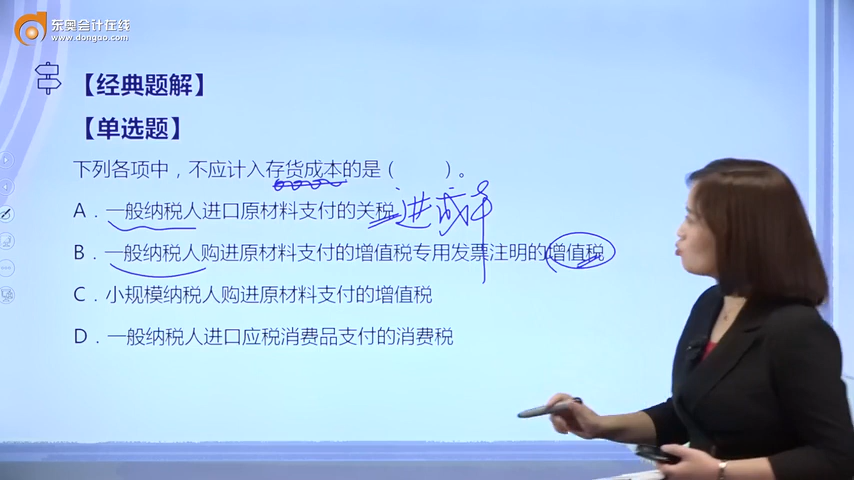 东奥会计在线
www.dongao.com
【经典题解】
【单选题】
下列各项中，不应计入存货成本的是（　　）。
A．一般纳税人进口原材料支付的关税 进成本
B．一般纳税人购进原材料支付的增值税专用发票注明的增值税
C．小规模纳税人购进原材料支付的增值税
D．一般纳税人进口应税消费品支付的消费税